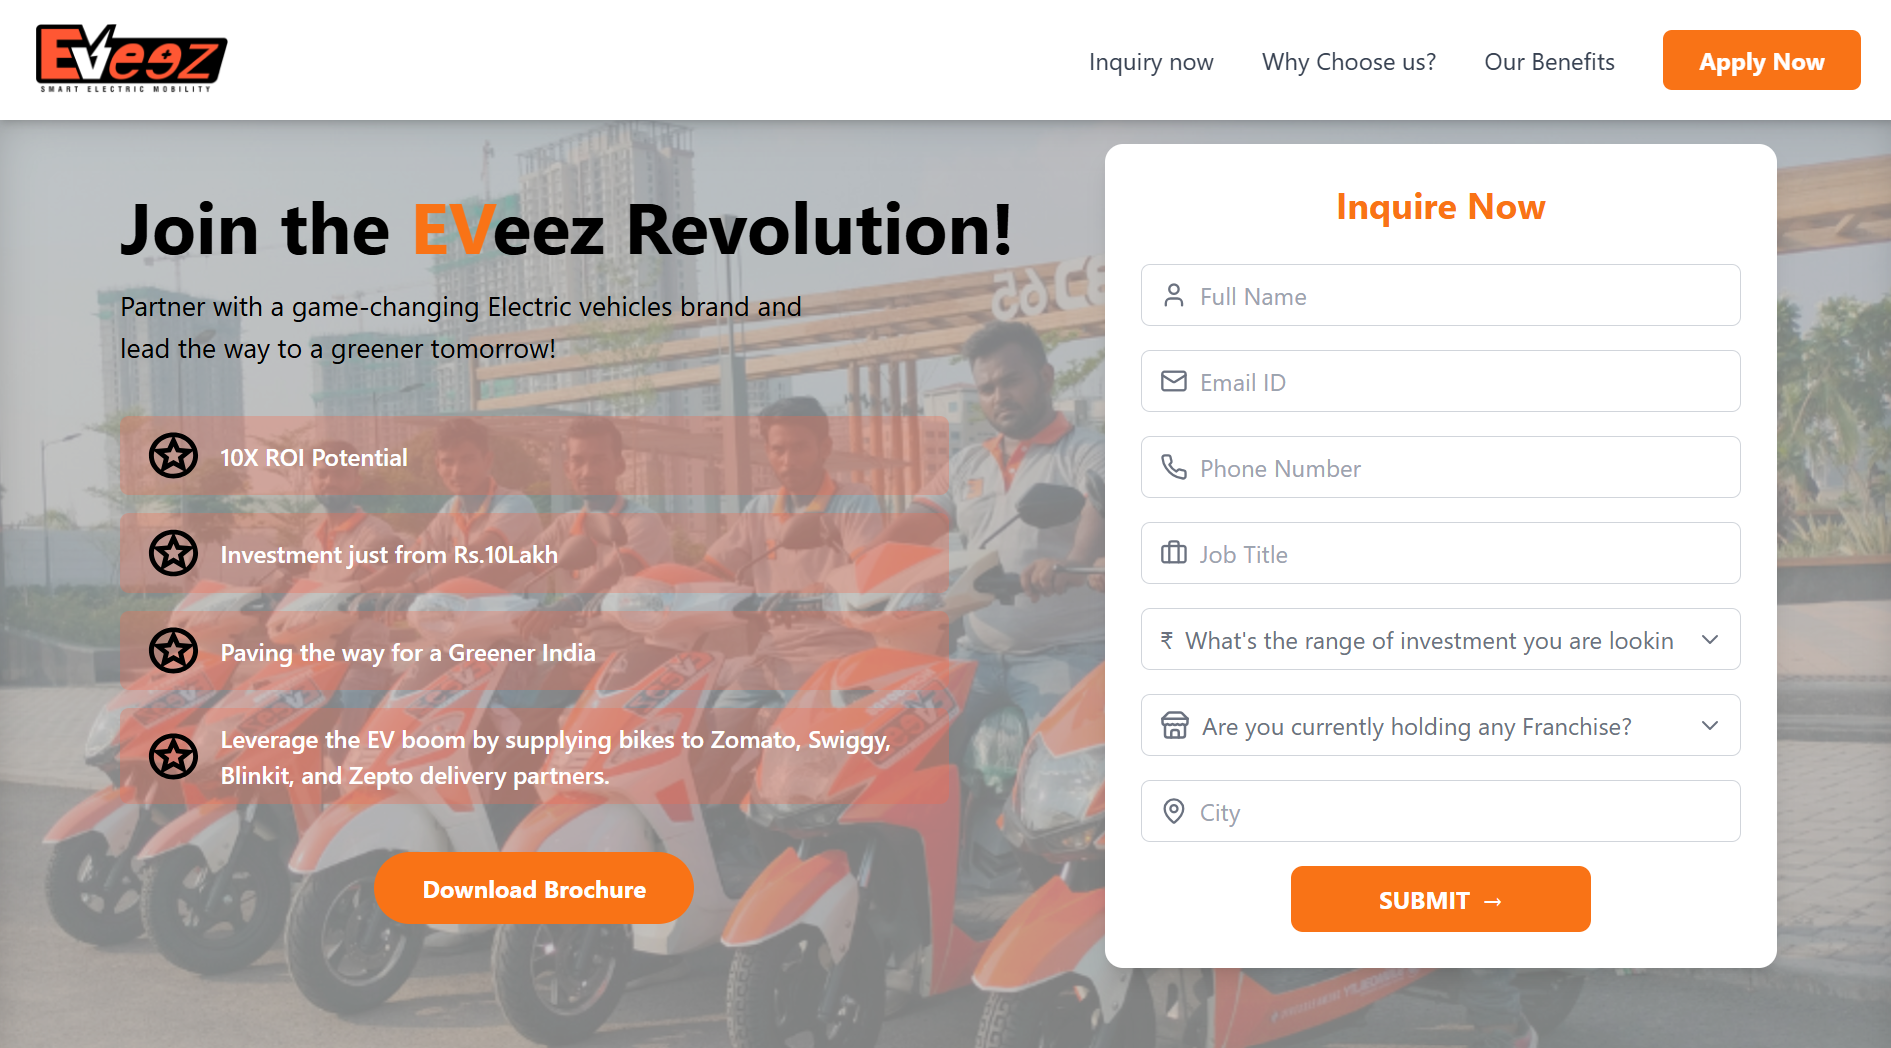 EVeez
SMART ELECTRIC MOBILITY
Inquiry now
Why Choose us?
Our Benefits
Apply Now
Join the EVeez Revolution!
Partner with a game-changing Electric vehicles brand and
lead the way to a greener tomorrow!
10X ROI Potential
Investment just from Rs.10Lakh
Paving the way for a Greener India
Leverage the EV boom by supplying bikes to Zomato, Swiggy,
Blinkit, and Zepto delivery partners.
Download Brochure
Inquire Now
Full Name
Email ID
Phone Number
Job Title
₹ What's the range of investment you are lookin
Are you currently holding any Franchise?
City
SUBMIT →